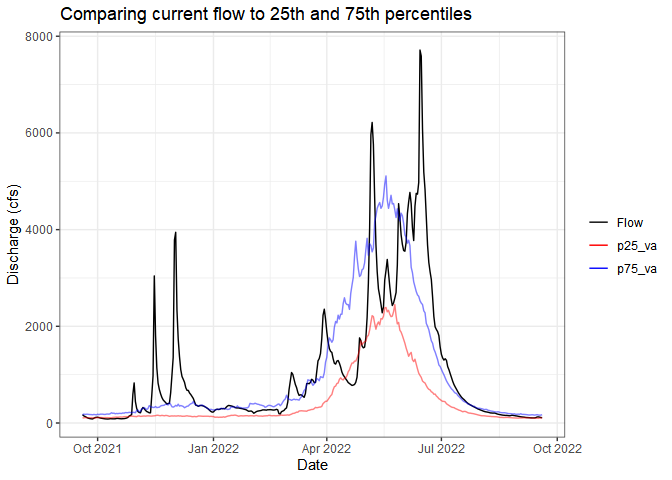 Comparing current flow to 25th and 75th percentiles
8000
6000
4000
2000
0
Discharge (cfs)
Oct 2021 Jan 2022 Apr 2022 Jul 2022 Oct 2022
Date
Flow
p25_va
p75_va